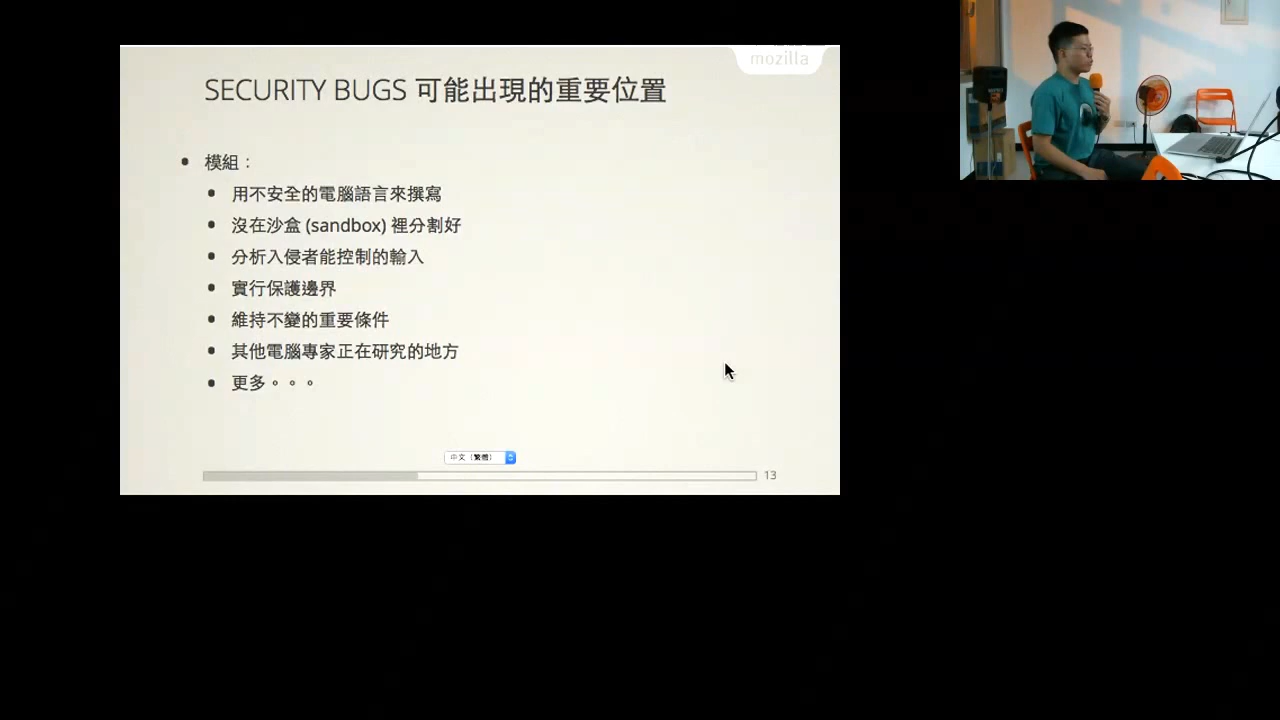 mozilla
SECURITY BUGS 可能出現的重要位置
模組：
用不安全的電腦語言來撰寫
沒在沙盒 (sandbox) 裡分割好
分析入侵者能控制的輸入
實行保護邊界
維持不變的重要條件
其他電腦專家正在研究的地方
更多。。。
中文（繁體）
13